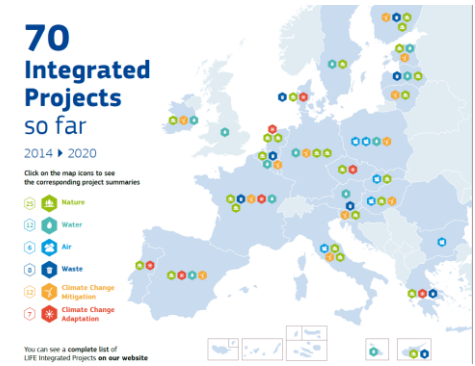 70
Integrated
Projects
so far
2014 ▸ 2020
Click on the map icons to see
the corresponding project summaries
25 Nature
12 Water
6 Air
8 Waste
12 Climate Change
Mitigation
7 Climate Change
Adaptation
You can see a complete list of
LIFE Integrated Projects on our website